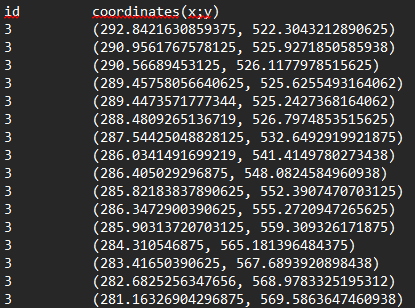 id coordinates(x;y)
3 (292.8421630859375, 522.3043212890625)
3 (290.9561767578125, 525.9271850585938)
3 (290.56689453125, 526.1177978515625)
3 (289.45758056640625, 525.6255493164062)
3 (289.4473571777344, 525.2427368164062)
3 (288.4809265136719, 526.7974853515625)
3 (287.54425048828125, 532.6492919921875)
3 (286.0341491699219, 541.4149780273438)
3 (286.405029296875, 548.0824584960938)
3 (285.82183837890625, 552.3907470703125)
3 (286.3472900390625, 555.2720947265625)
3 (285.90313720703125, 559.309326171875)
3 (284.310546875, 565.181396484375)
3 (283.41650390625, 567.6893920898438)
3 (282.6825256347656, 568.9783325195312)
3 (281.16326904296875, 569.5863647460938)